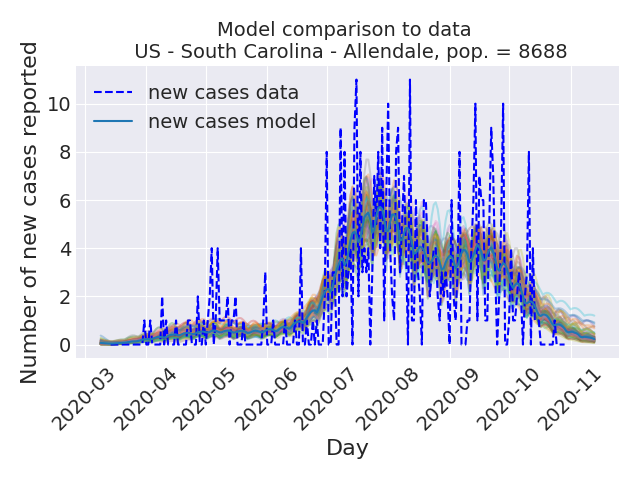 Model comparison to data
US - South Carolina - Allendale, pop. = 8688
Number of new cases reported
new cases data
new cases model
10
8
6
4
2
0
2020-03
2020-04
2020-05
2020-06
2020-07
2020-08
2020-09
2020-10
2020-11
Day